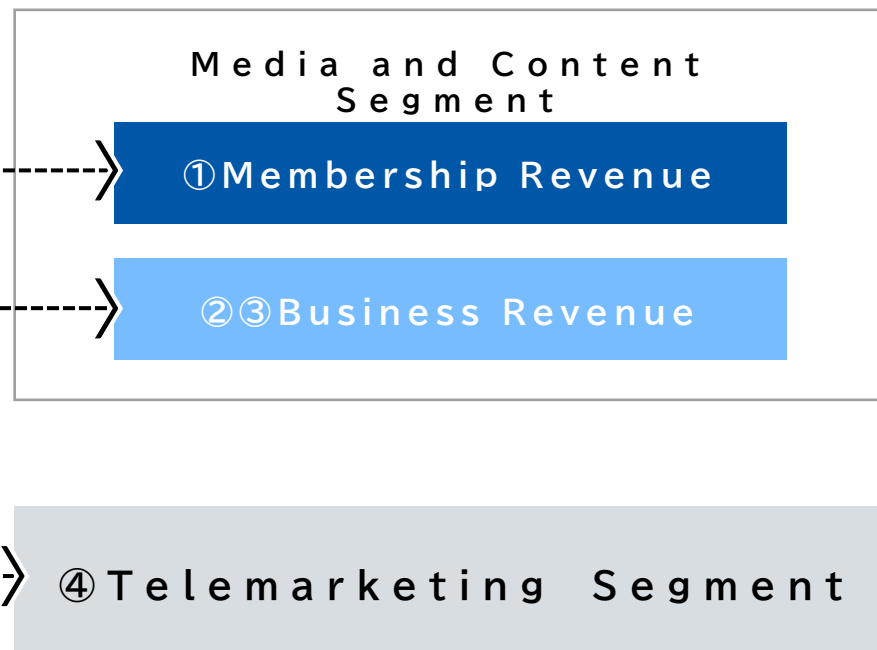 Media and Content
Segment
①Membership Revenue
②③Business Revenue
④Telemarketing Segment